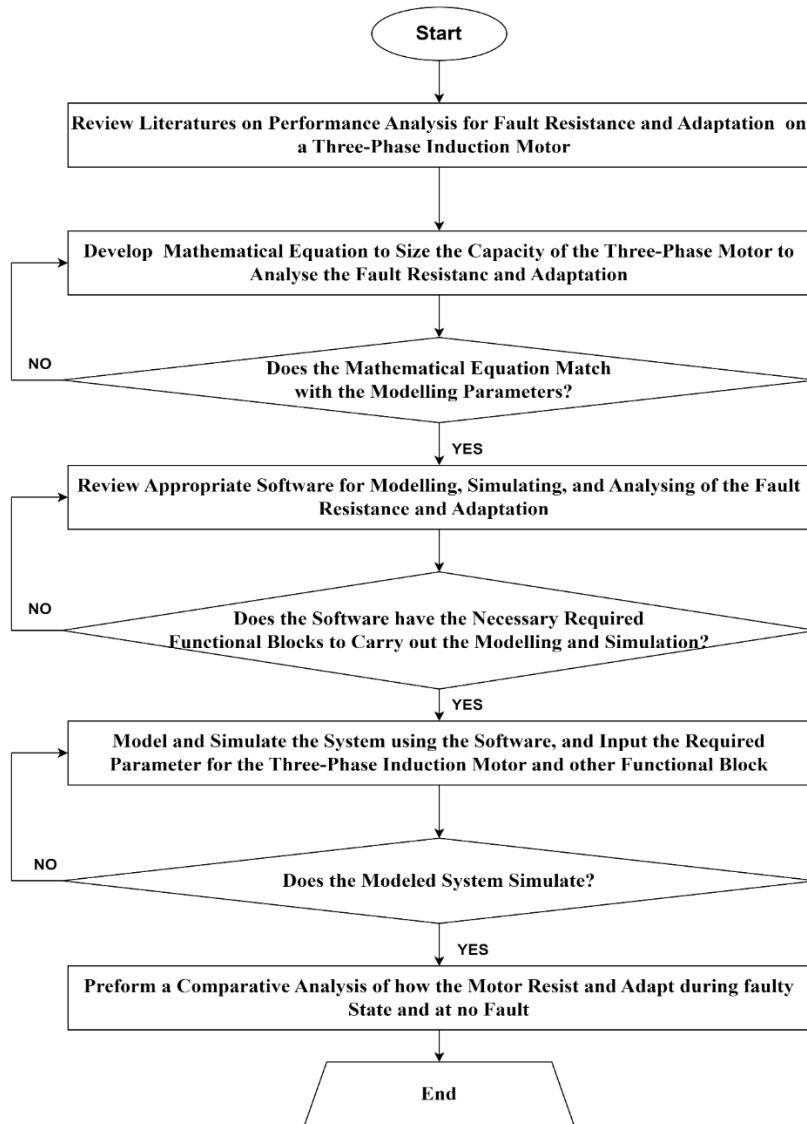 Start
Review Literatures on Performance Analysis for Fault Resistance and Adaptation on
a Three-Phase Induction Motor
Develop Mathematical Equation to Size the Capacity of the Three-Phase Motor to
Analyse the Fault Resistanc and Adaptation
NO
Does the Mathematical Equation Match
with the Modelling Parameters?
YES
Review Appropriate Software for Modelling, Simulating, and Analysing of the Fault
Resistance and Adaptation
NO
Does the Software have the Necessary Required
Functional Blocks to Carry out the Modelling and Simulation?
YES
Model and Simulate the System using the Software, and Input the Required
Parameter for the Three-Phase Induction Motor and other Functional Block
NO
Does the Modeled System Simulate?
YES
Preform a Comparative Analysis of how the Motor Resist and Adapt during faulty
State and at no Fault
End